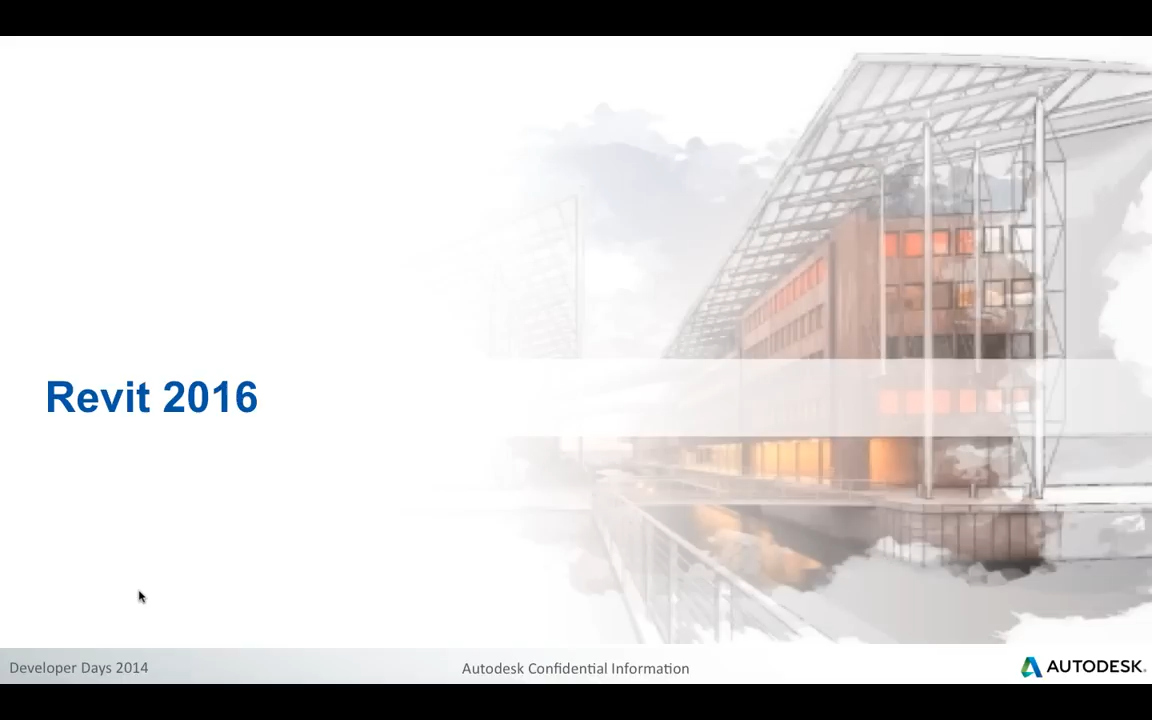 Revit 2016
Developer Days 2014
Autodesk Confidential Information
AUTODESK.